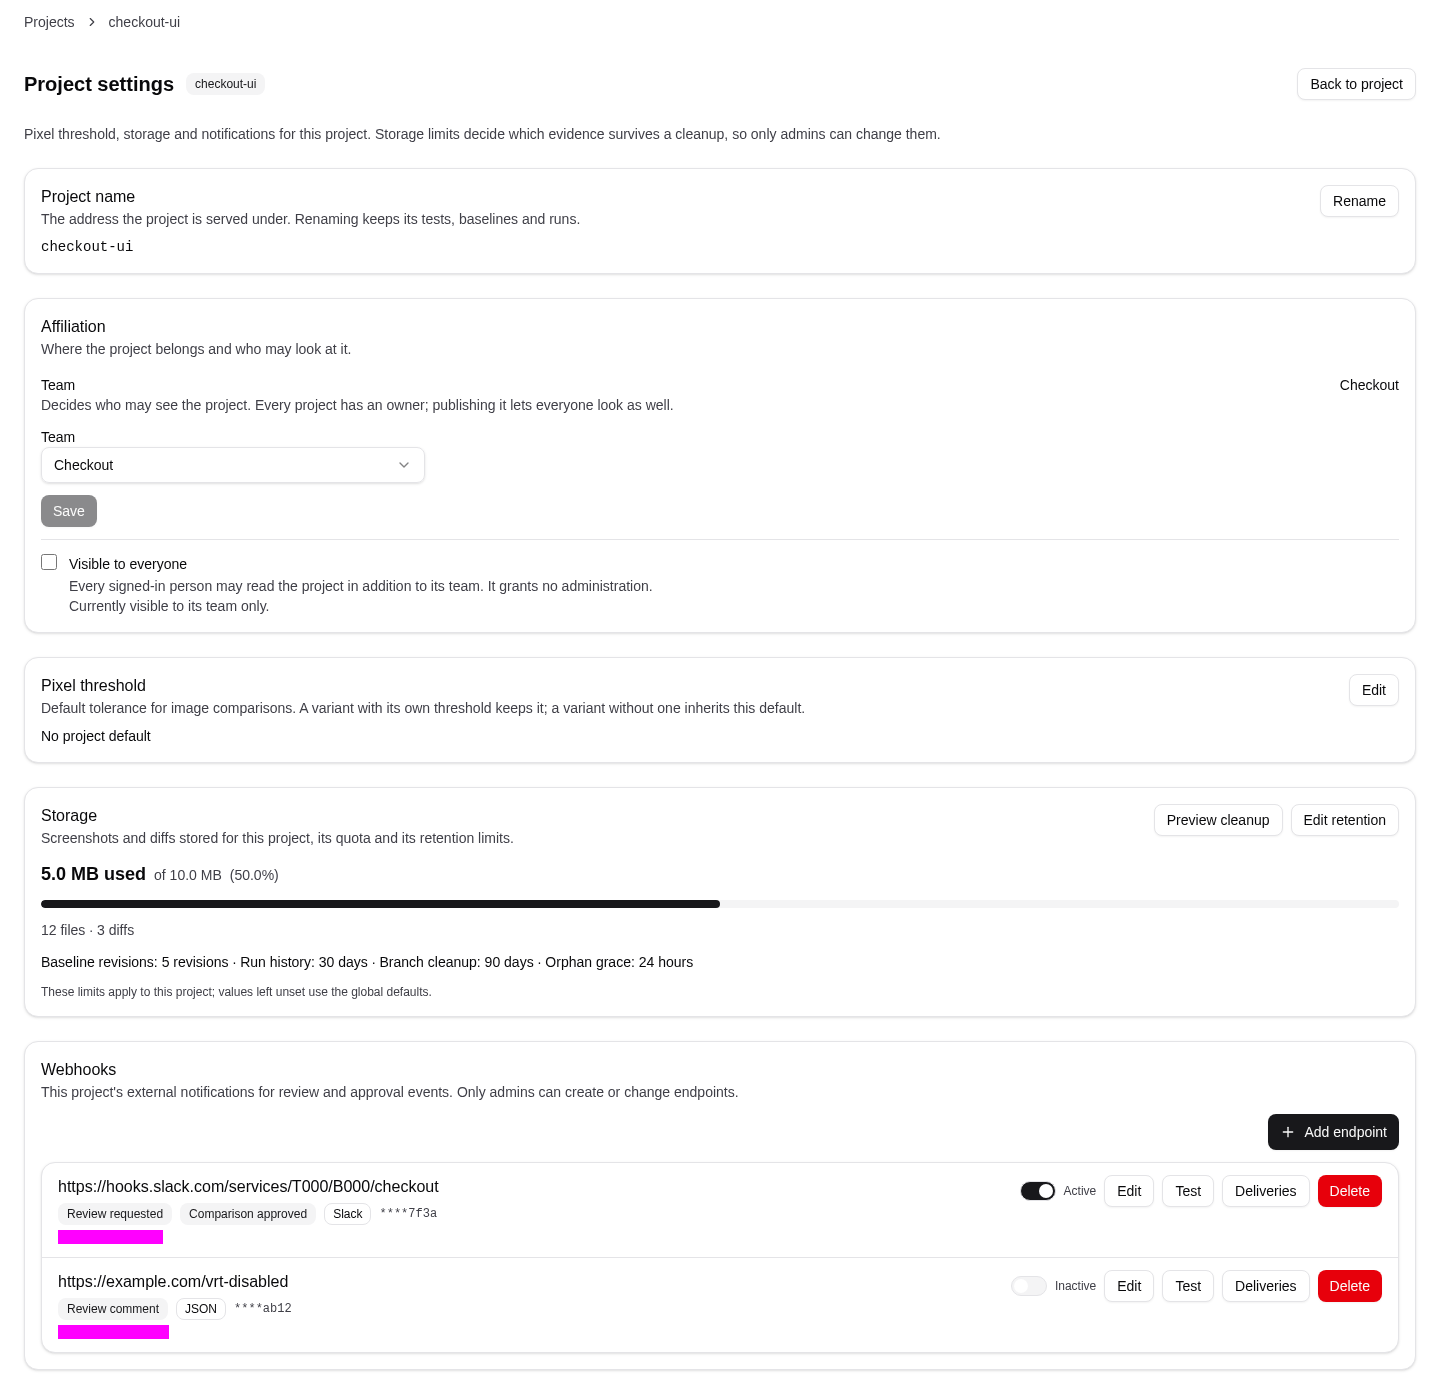 Projects > checkout-ui
Project settings checkout-ui Back to project
Pixel threshold, storage and notifications for this project. Storage limits decide which evidence survives a cleanup, so only admins can change them.
Project name Rename
The address the project is served under. Renaming keeps its tests, baselines and runs.
checkout-ui
Affiliation
Where the project belongs and who may look at it.
Team Checkout
Decides who may see the project. Every project has an owner; publishing it lets everyone look as well.
Team
Checkout
Save
Visible to everyone
Every signed-in person may read the project in addition to its team. It grants no administration.
Currently visible to its team only.
Pixel threshold Edit
Default tolerance for image comparisons. A variant with its own threshold keeps it; a variant without one inherits this default.
No project default
Storage Preview cleanup Edit retention
Screenshots and diffs stored for this project, its quota and its retention limits.
5.0 MB used of 10.0 MB (50.0%)
12 files · 3 diffs
Baseline revisions: 5 revisions · Run history: 30 days · Branch cleanup: 90 days · Orphan grace: 24 hours
These limits apply to this project; values left unset use the global defaults.
Webhooks
This project's external notifications for review and approval events. Only admins can create or change endpoints.
+ Add endpoint
https://hooks.slack.com/services/T000/B000/checkout Active Edit Test Deliveries Delete
Review requested Comparison approved Slack ****7f3a
https://example.com/vrt-disabled Inactive Edit Test Deliveries Delete
Review comment JSON ****ab12